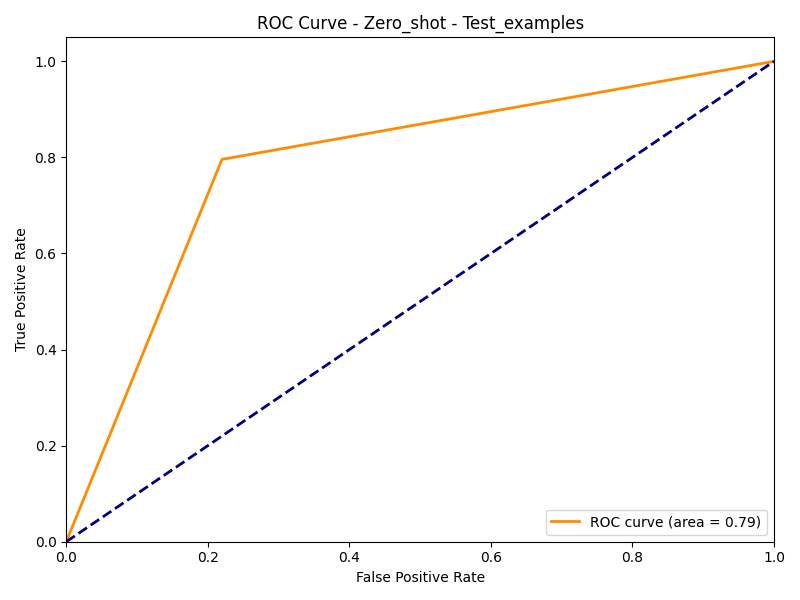 ROC Curve - Zero_shot - Test_examples
True Positive Rate
1.0
0.8
0.6
0.4
0.2
0.0
0.0 0.2 0.4 0.6 0.8 1.0
False Positive Rate
ROC curve (area = 0.79)